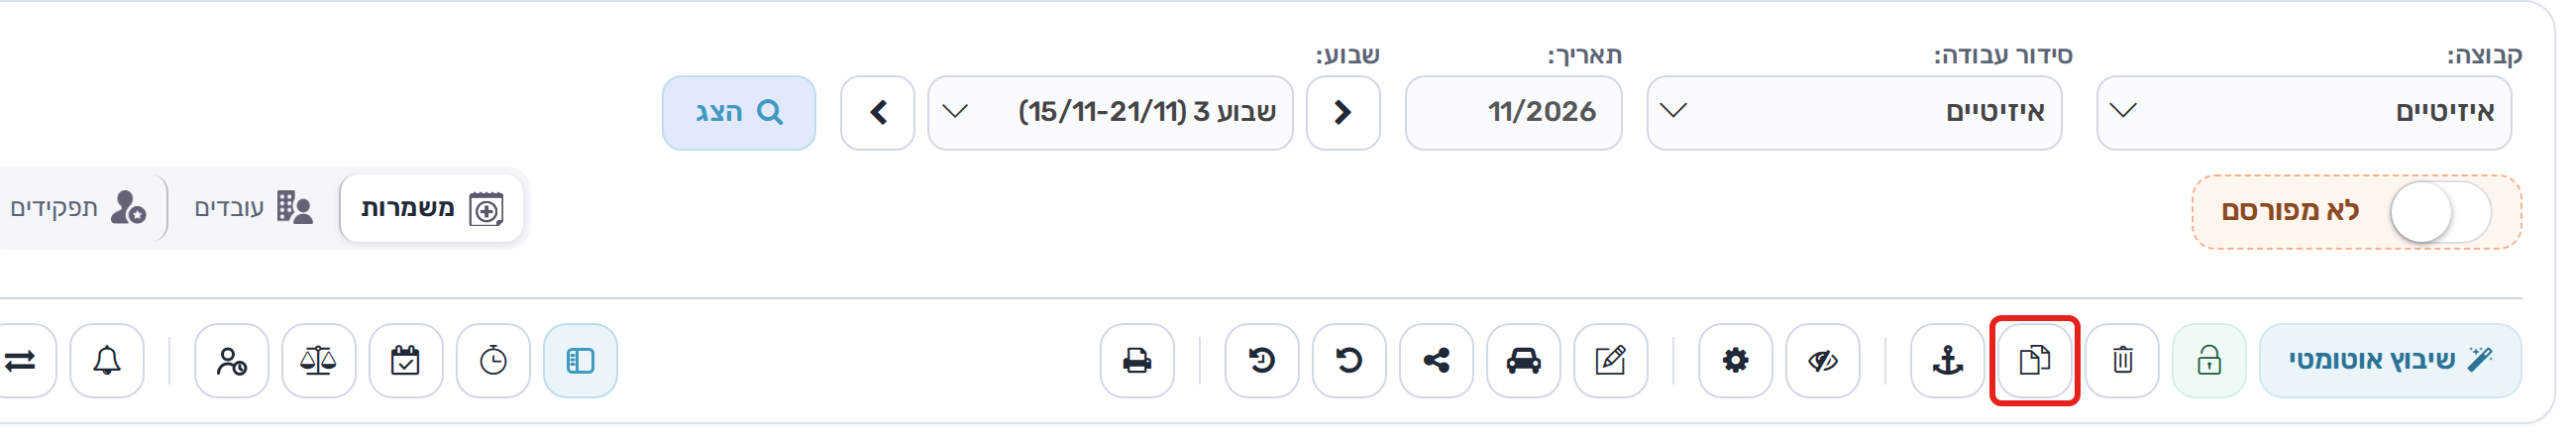 קבוצה:
סידור עבודה:
תאריך:
שבוע:
איזיטיים
איזיטיים
11/2026
שבוע 3 (15/11-21/11)
הצג
לא מפורסם
משמרות
עובדים
תפקידים
שיבוץ אוטומטי